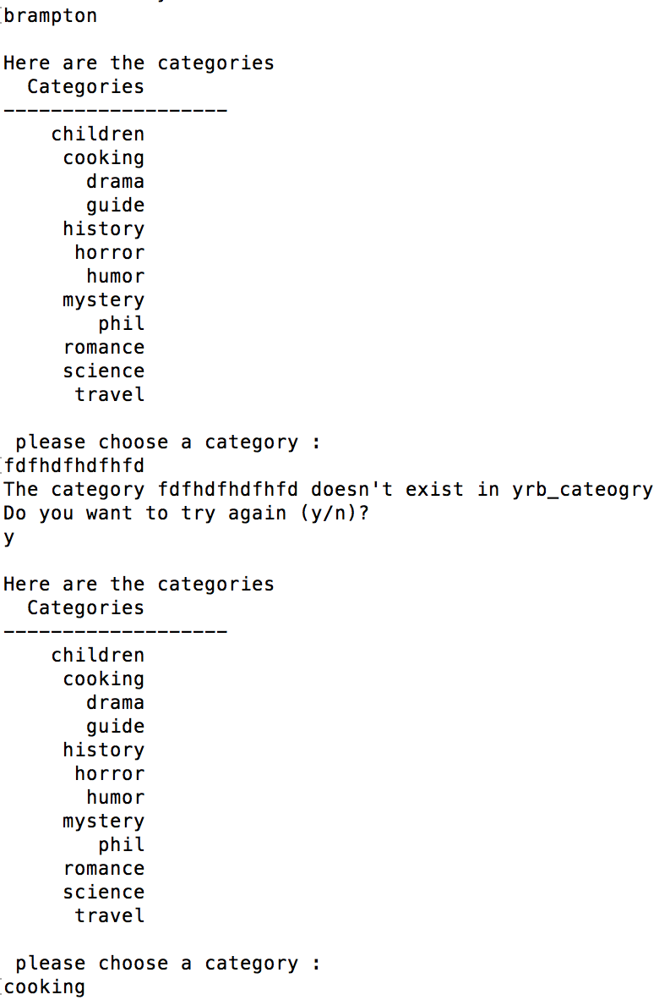 brampton
Here are the categories
Categories
-------------------
children
cooking
drama
guide
history
horror
humor
mystery
phil
romance
science
travel
please choose a category :
fdfhdfhdfhfd
The category fdfhdfhdfhfd doesn't exist in yrb_cateogry
Do you want to try again (y/n)?
y
Here are the categories
Categories
-------------------
children
cooking
drama
guide
history
horror
humor
mystery
phil
romance
science
travel
please choose a category :
cooking